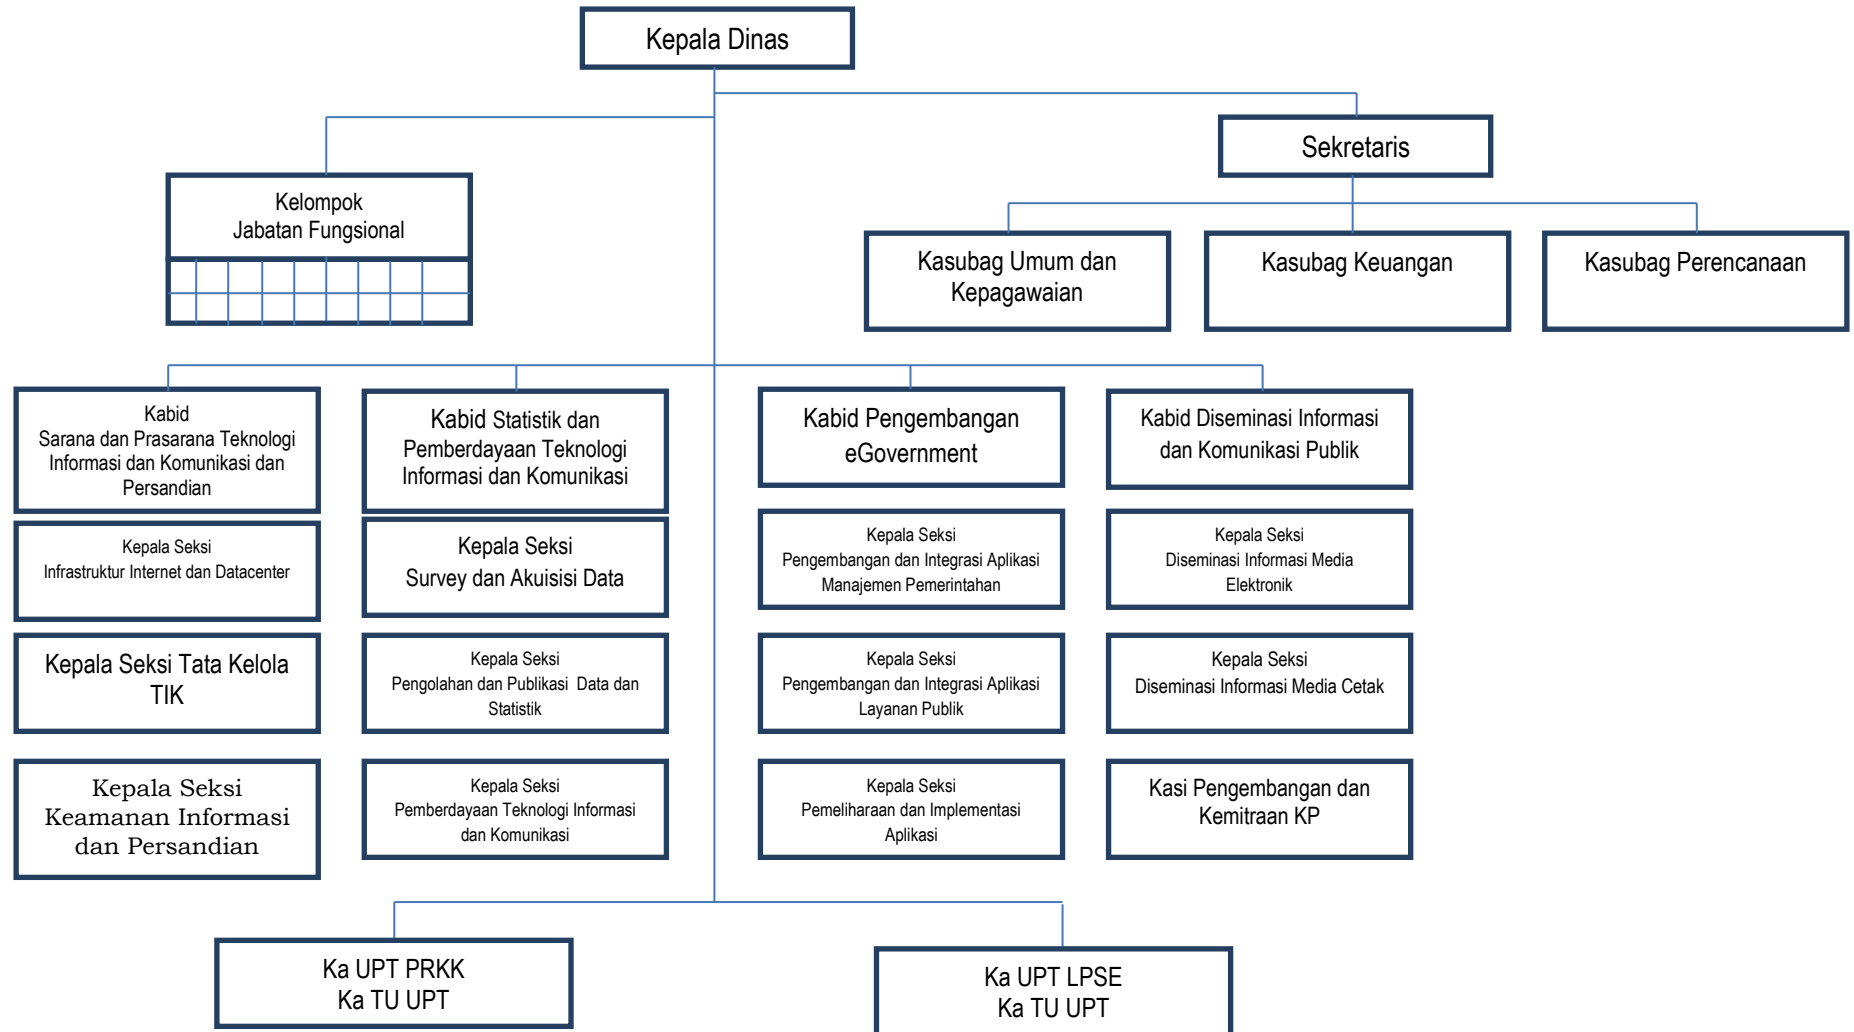 Kepala Dinas
Sekretaris
Kelompok
Jabatan Fungsional
Kasubag Umum dan
Kepagawaian
Kasubag Keuangan
Kasubag Perencanaan
Kabid
Sarana dan Prasarana Teknologi
Informasi dan Komunikasi dan
Persandian
Kabid Statistik dan
Pemberdayaan Teknologi
Informasi dan Komunikasi
Kabid Pengembangan
eGovernment
Kabid Diseminasi Informasi
dan Komunikasi Publik
Kepala Seksi
Infrastruktur Internet dan Datacenter
Kepala Seksi
Survey dan Akuisisi Data
Kepala Seksi
Pengembangan dan Integrasi Aplikasi
Manajemen Pemerintahan
Kepala Seksi
Diseminasi Informasi Media
Elektronik
Kepala Seksi Tata Kelola
TIK
Kepala Seksi
Pengolahan dan Publikasi Data dan
Statistik
Kepala Seksi
Pengembangan dan Integrasi Aplikasi
Layanan Publik
Kepala Seksi
Diseminasi Informasi Media Cetak
Kepala Seksi
Keamanan Informasi
dan Persandian
Kepala Seksi
Pemberdayaan Teknologi Informasi
dan Komunikasi
Kepala Seksi
Pemeliharaan dan Implementasi
Aplikasi
Kasi Pengembangan dan
Kemitraan KP
Ka UPT PRKK
Ka TU UPT
Ka UPT LPSE
Ka TU UPT